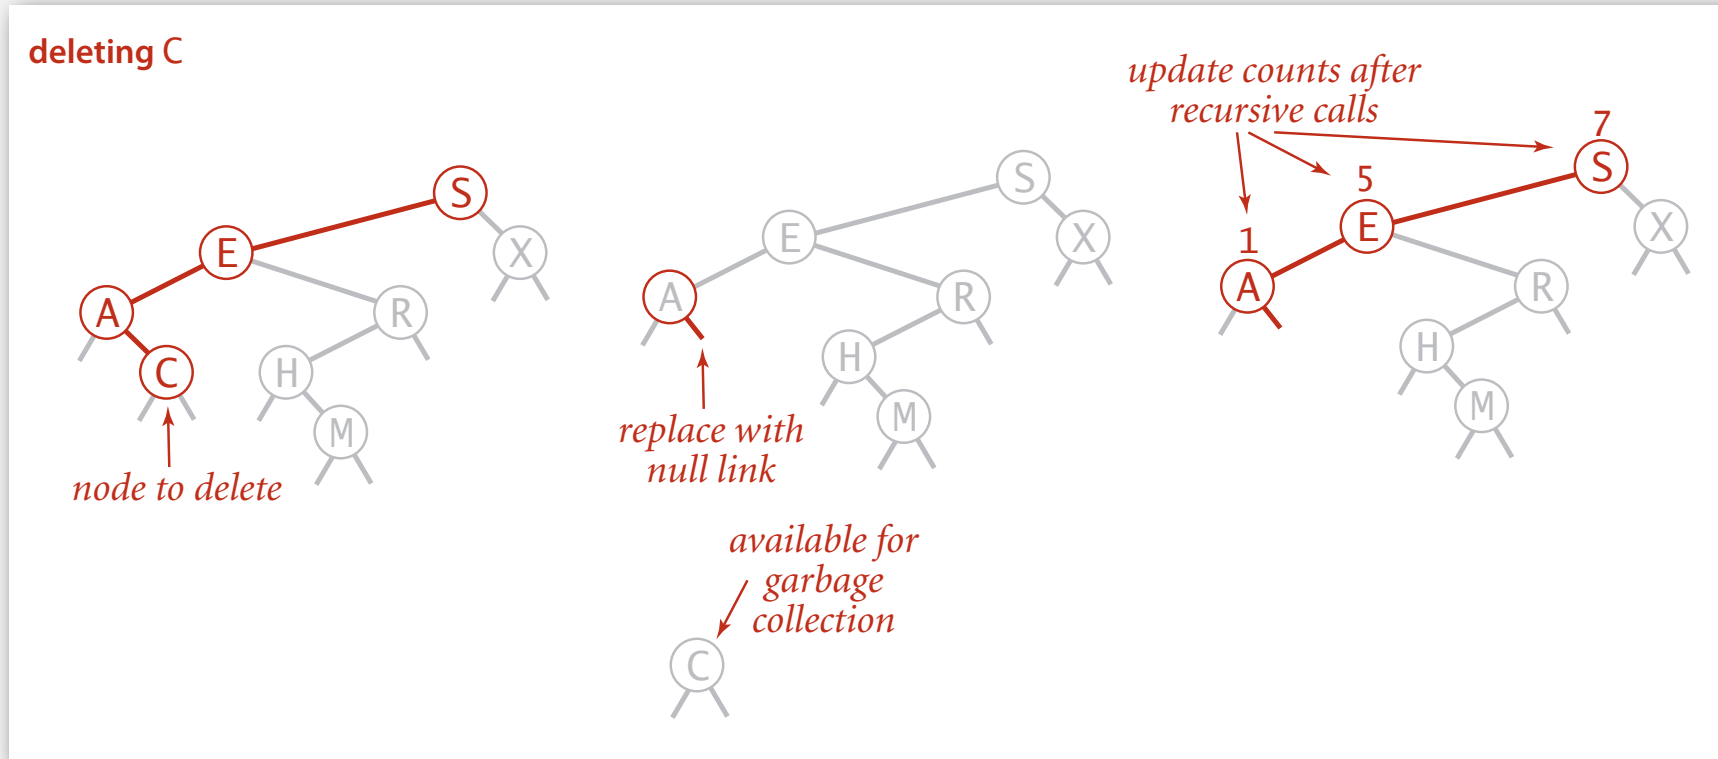 deleting C
S
E
X
A
R
C
H
M
node to delete
S
E
X
A
R
H
M
replace with
null link
available for
garbage
collection
C
update counts after
recursive calls
7
S
5
E
X
1
A
R
H
M